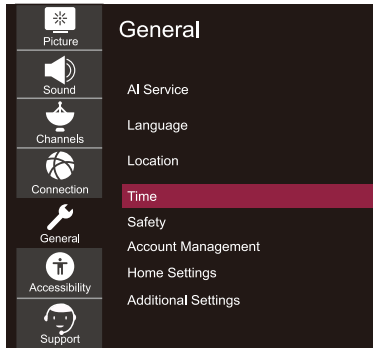 Picture
Sound
Channels
Connection
General
Accessibility
Support
General
AI Service
Language
Location
Time
Safety
Account Management
Home Settings
Additional Settings